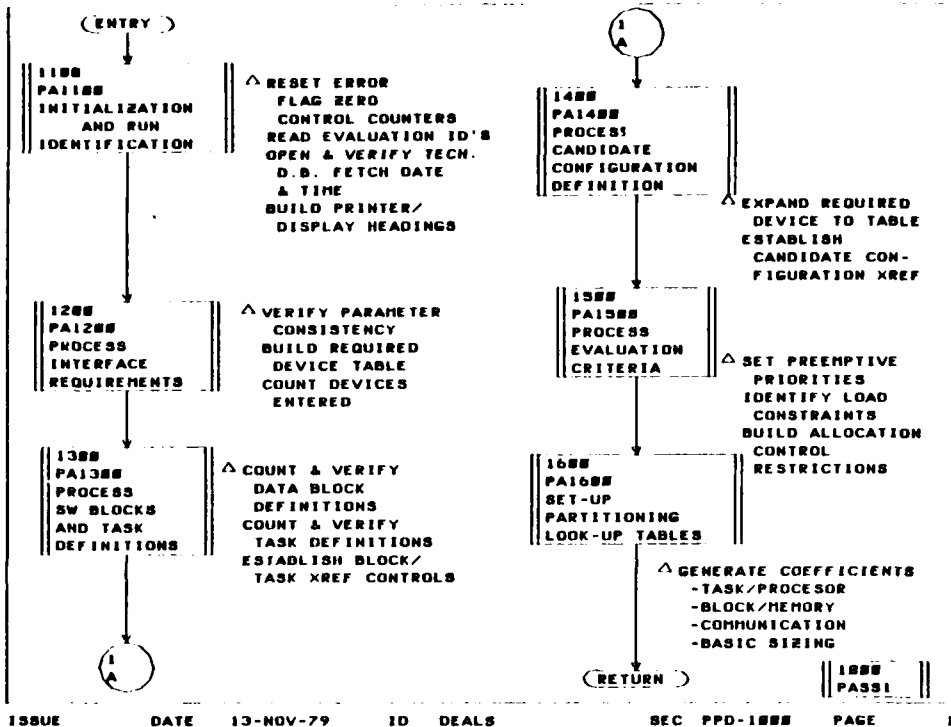 ENTRY
1100
PA1100
INITIALIZATION
AND RUN
IDENTIFICATION
RESET ERROR
FLAG ZERO
CONTROL COUNTERS
READ EVALUATION ID'S
OPEN & VERIFY TECH.
D.B. FETCH DATE
& TIME
BUILD PRINTER/
DISPLAY HEADINGS
1200
PA1200
PROCESS
INTERFACE
REQUIREMENTS
VERIFY PARAMETER
CONSISTENCY
BUILD REQUIRED
DEVICE TABLE
COUNT DEVICES
ENTERED
1300
PA1300
PROCESS
SW BLOCKS
AND TASK
DEFINITIONS
COUNT & VERIFY
DATA BLOCK
DEFINITIONS
COUNT & VERIFY
TASK DEFINITIONS
ESTABLISH BLOCK/
TASK XREF CONTROLS
1
A
1
A
1400
PA1400
PROCESS
CANDIDATE
CONFIGURATION
DEFINITION
EXPAND REQUIRED
DEVICE TO TABLE
ESTABLISH
CANDIDATE CON-
FIGURATION XREF
1500
PA1500
PROCESS
EVALUATION
CRITERIA
SET PREEMPTIVE
PRIORITIES
IDENTIFY LOAD
CONSTRAINTS
BUILD ALLOCATION
CONTROL
RESTRICTIONS
1600
PA1600
SET-UP
PARTITIONING
LOOK-UP TABLES
GENERATE COEFFICIENTS
-TASK/PROCESOR
-BLOCK/MEMORY
-COMMUNICATION
-BASIC SIZING
RETURN
1000
PASS1
ISSUE DATE 13-NOV-79 ID DEALS SEC PPD-1000 PAGE